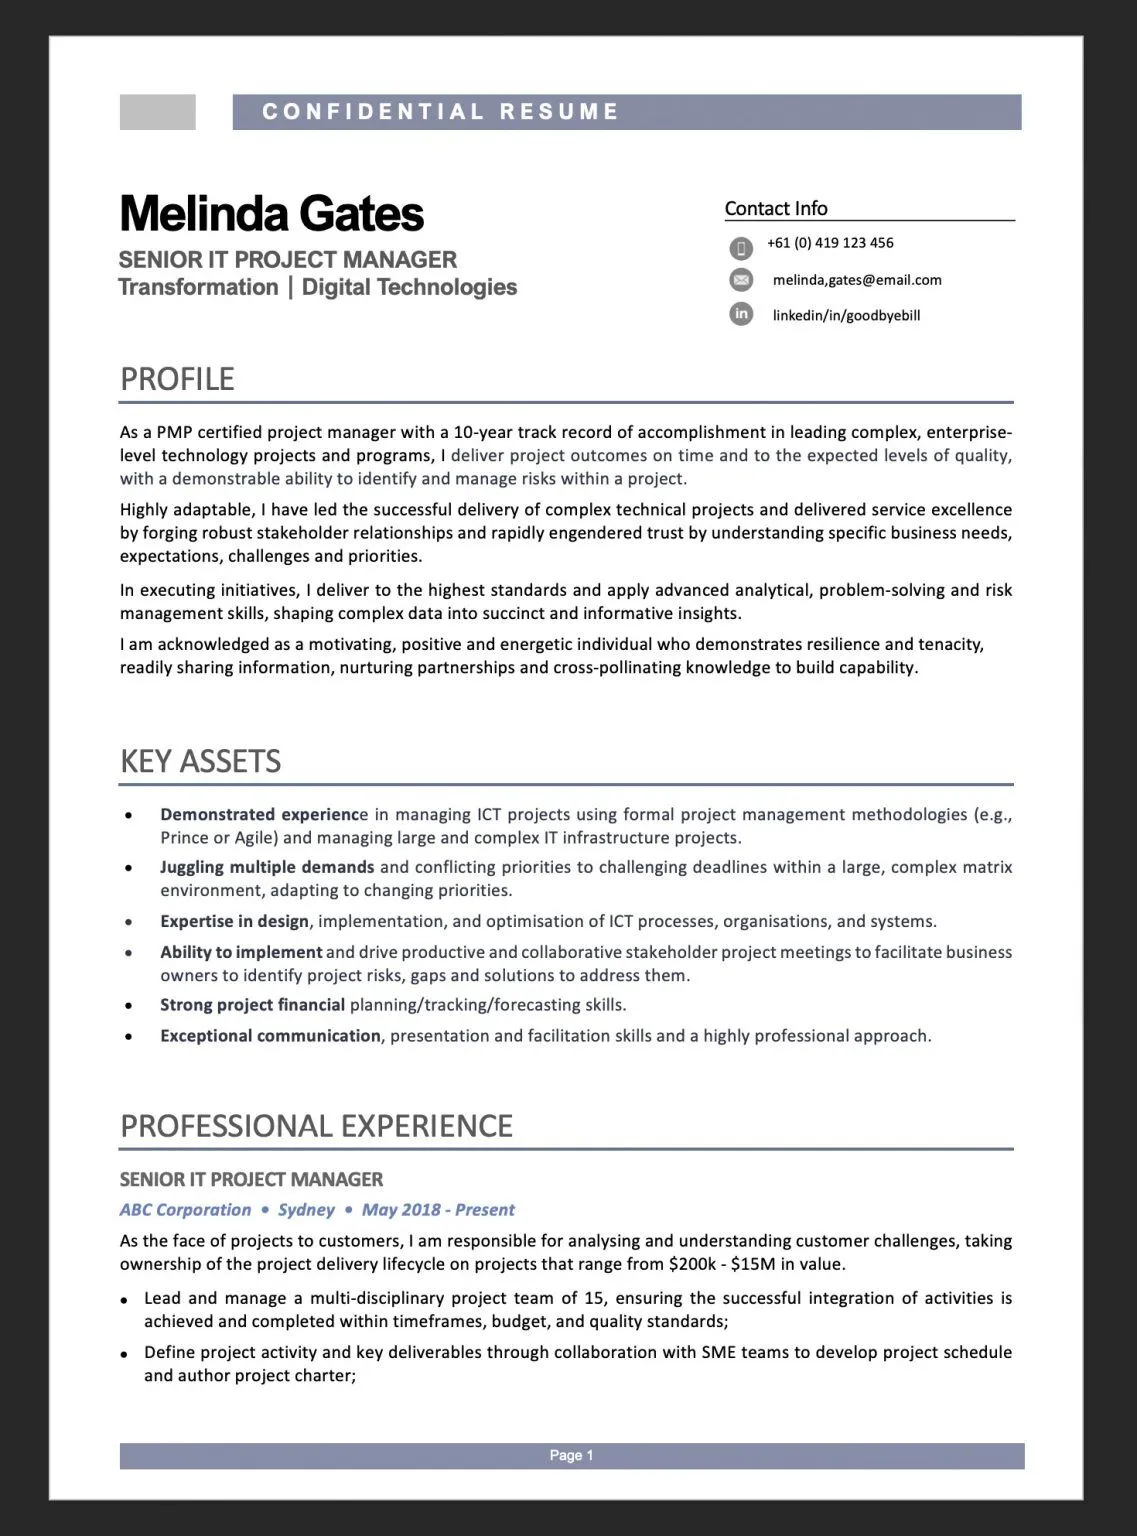 CONFIDENTIAL RESUME
Melinda Gates
SENIOR IT PROJECT MANAGER
Transformation | Digital Technologies
Contact Info
+61 (0) 419 123 456
melinda,gates@email.com
in linkedin/in/goodbyebill
PROFILE
As a PMP certified project manager with a 10-year track record of accomplishment in leading complex, enterprise-
level technology projects and programs, I deliver project outcomes on time and to the expected levels of quality,
with a demonstrable ability to identify and manage risks within a project.
Highly adaptable, I have led the successful delivery of complex technical projects and delivered service excellence
by forging robust stakeholder relationships and rapidly engendered trust by understanding specific business needs,
expectations, challenges and priorities.
In executing initiatives, I deliver to the highest standards and apply advanced analytical, problem-solving and risk
management skills, shaping complex data into succinct and informative insights.
I am acknowledged as a motivating, positive and energetic individual who demonstrates resilience and tenacity,
readily sharing information, nurturing partnerships and cross-pollinating knowledge to build capability.
KEY ASSETS
• Demonstrated experience in managing ICT projects using formal project management methodologies (e.g.,
Prince or Agile) and managing large and complex IT infrastructure projects.
• Juggling multiple demands and conflicting priorities to challenging deadlines within a large, complex matrix
environment, adapting to changing priorities.
• Expertise in design, implementation, and optimisation of ICT processes, organisations, and systems.
• Ability to implement and drive productive and collaborative stakeholder project meetings to facilitate business
owners to identify project risks, gaps and solutions to address them.
• Strong project financial planning/tracking/forecasting skills.
• Exceptional communication, presentation and facilitation skills and a highly professional approach.
PROFESSIONAL EXPERIENCE
SENIOR IT PROJECT MANAGER
ABC Corporation • Sydney • May 2018 - Present
As the face of projects to customers, I am responsible for analysing and understanding customer challenges, taking
ownership of the project delivery lifecycle on projects that range from $200k - $15M in value.
• Lead and manage a multi-disciplinary project team of 15, ensuring the successful integration of activities is
achieved and completed within timeframes, budget, and quality standards;
• Define project activity and key deliverables through collaboration with SME teams to develop project schedule
and author project charter;
Page 1